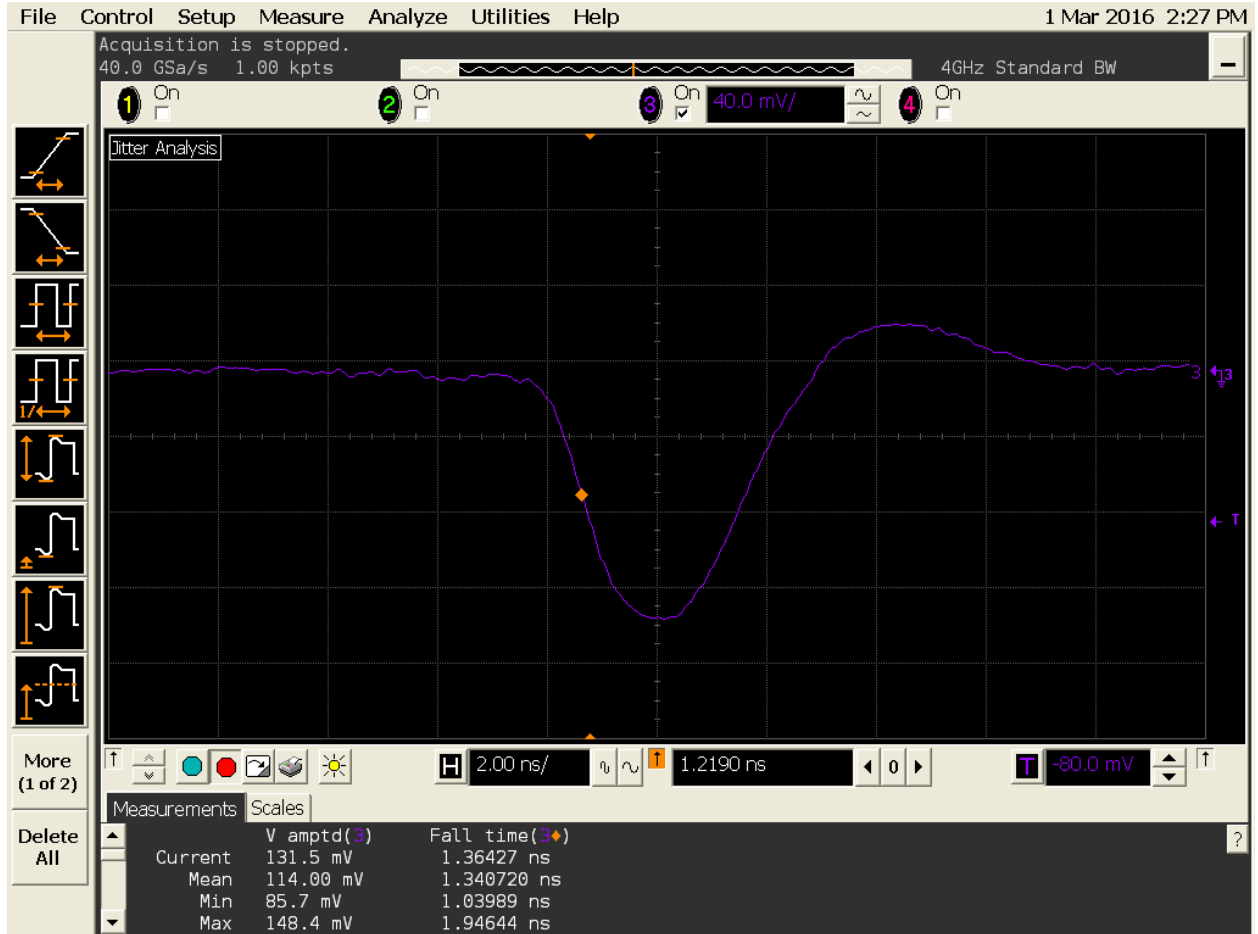 File Control Setup Measure Analyze Utilities Help 1 Mar 2016 2:27 PM
Acquisition is stopped.
40.0 GSa/s 1.00 kpts 4GHz Standard BW
1 On 2 On 3 On 40.0 mV/ 4 On
Jitter Analysis
1/
3 3
T
More
(1 of 2)
Delete
All
H 2.00 ns/ 1.2190 ns 0 T -80.0 mV
Measurements Scales
V amptd(3) Fall time(3)
?
Current 131.5 mV 1.36427 ns
Mean 114.00 mV 1.340720 ns
Min 85.7 mV 1.03989 ns
Max 148.4 mV 1.94644 ns